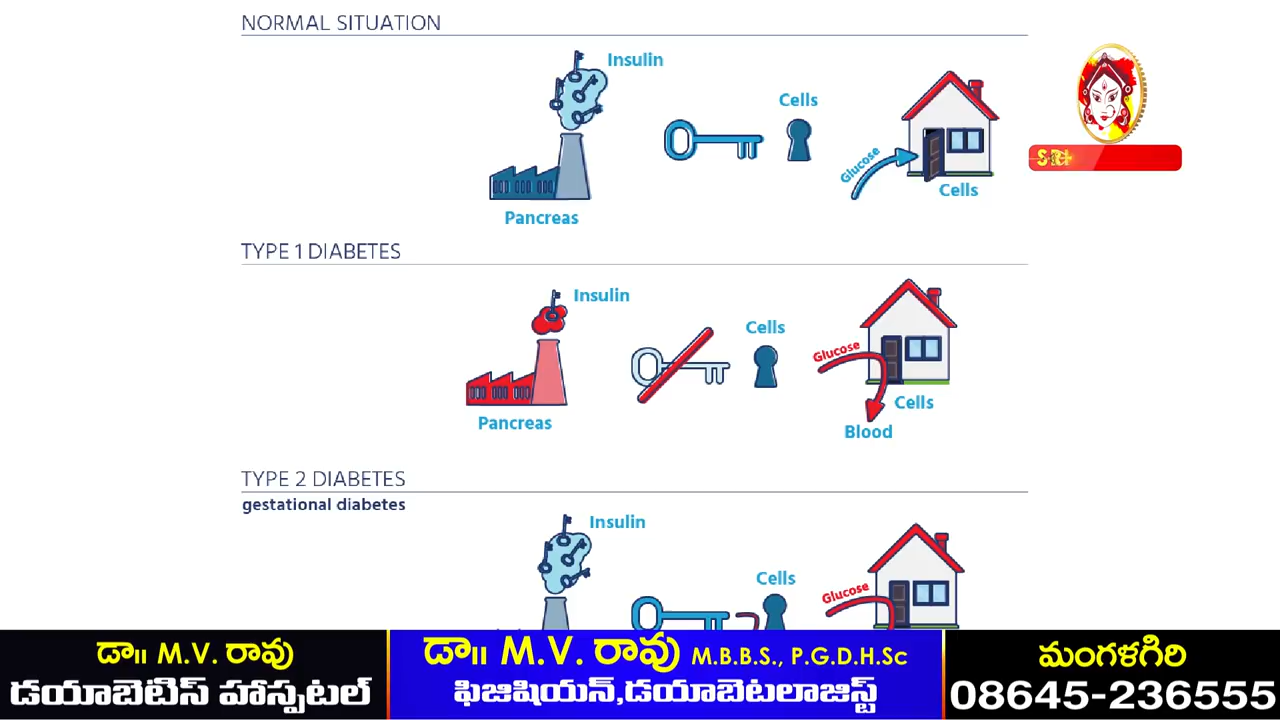 NORMAL SITUATION
Insulin
Cells
Glucose
Cells
Pancreas
TYPE 1 DIABETES
Insulin
Cells
Glucose
Cells
Pancreas
Blood
TYPE 2 DIABETES
gestational diabetes
Insulin
Cells
Glucose
డా॥ M.V. రావు
డయాబెటిస్ హాస్పటల్
డా॥ M.V. రావు M.B.B.S., P.G.D.H.Sc
ఫిజిషియన్,డయాబెటలాజిస్ట్
మంగళగిరి
08645-236555